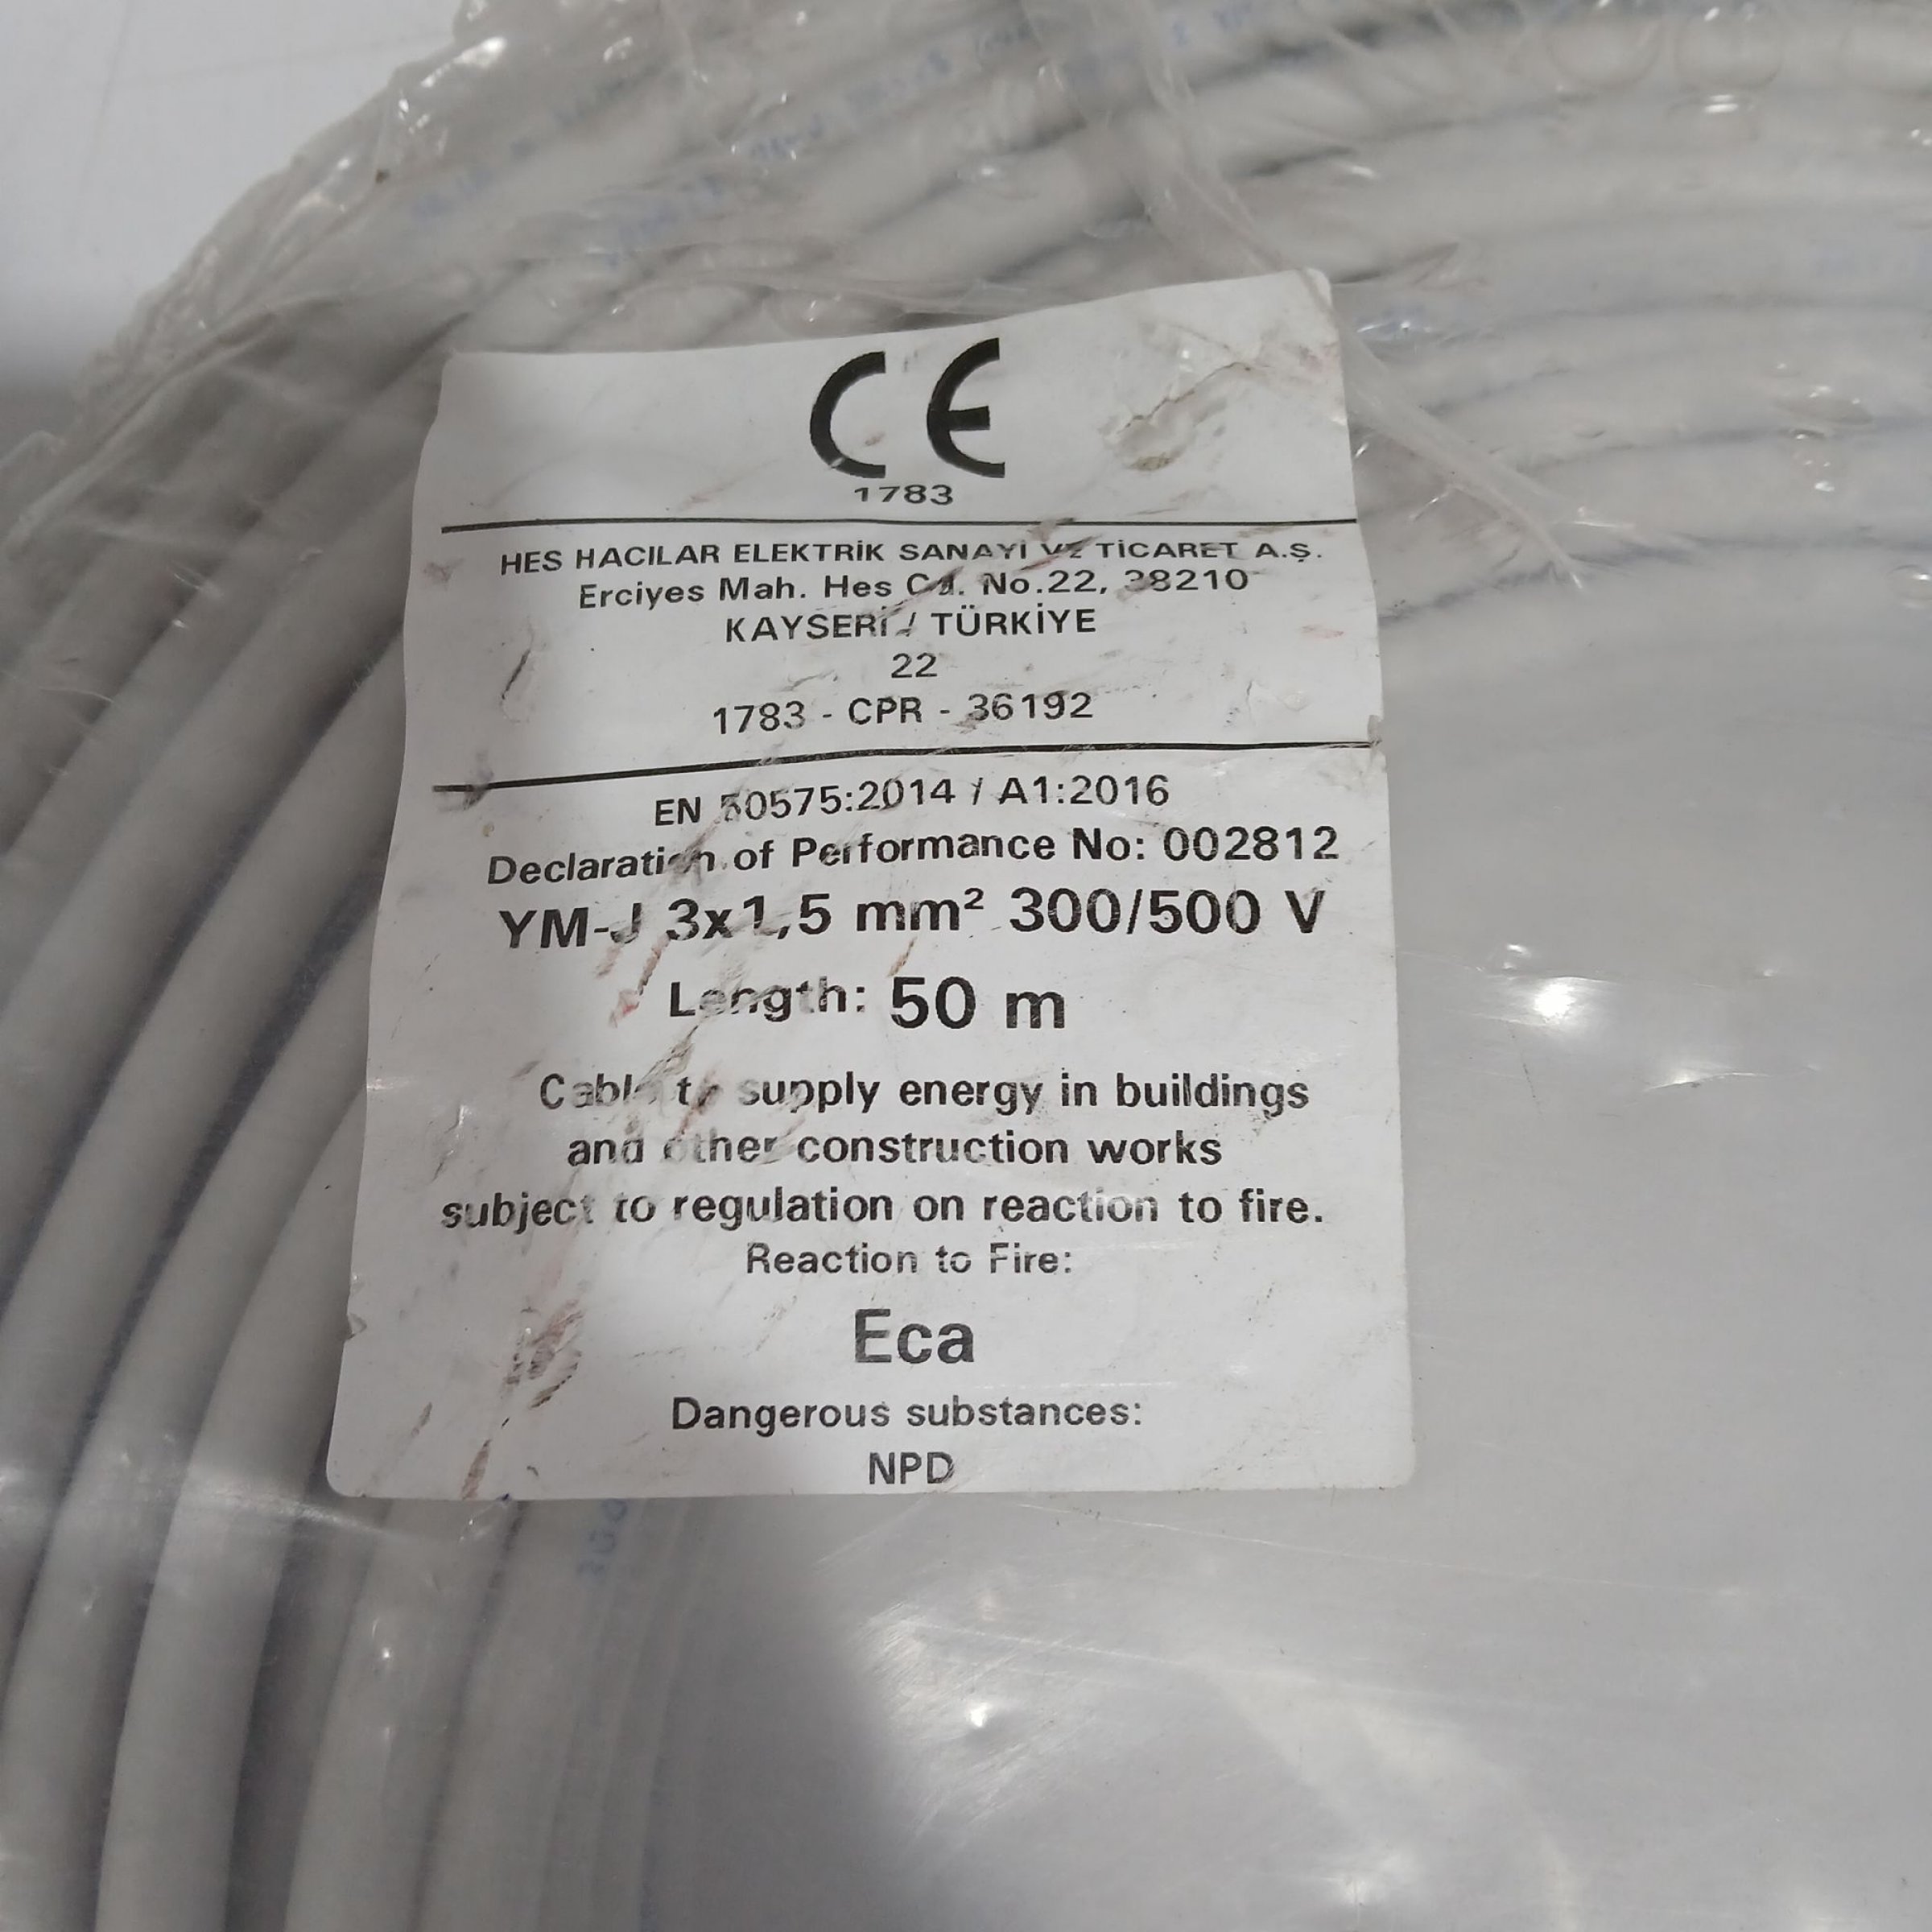 CE
1783
HES HACILAR ELEKTRİK SANAYİ VE TİCARET A.Ş.
Erciyes Mah. Hes Cd. No.22, 38210
KAYSERİ / TÜRKİYE
22
1783 - CPR - 36192
EN 50575:2014 / A1:2016
Declaration of Performance No: 002812
YM-J 3x1,5 mm² 300/500 V
Length: 50 m
Cable to supply energy in buildings
and other construction works
subject to regulation on reaction to fire.
Reaction to Fire:
Eca
Dangerous substances:
NPD